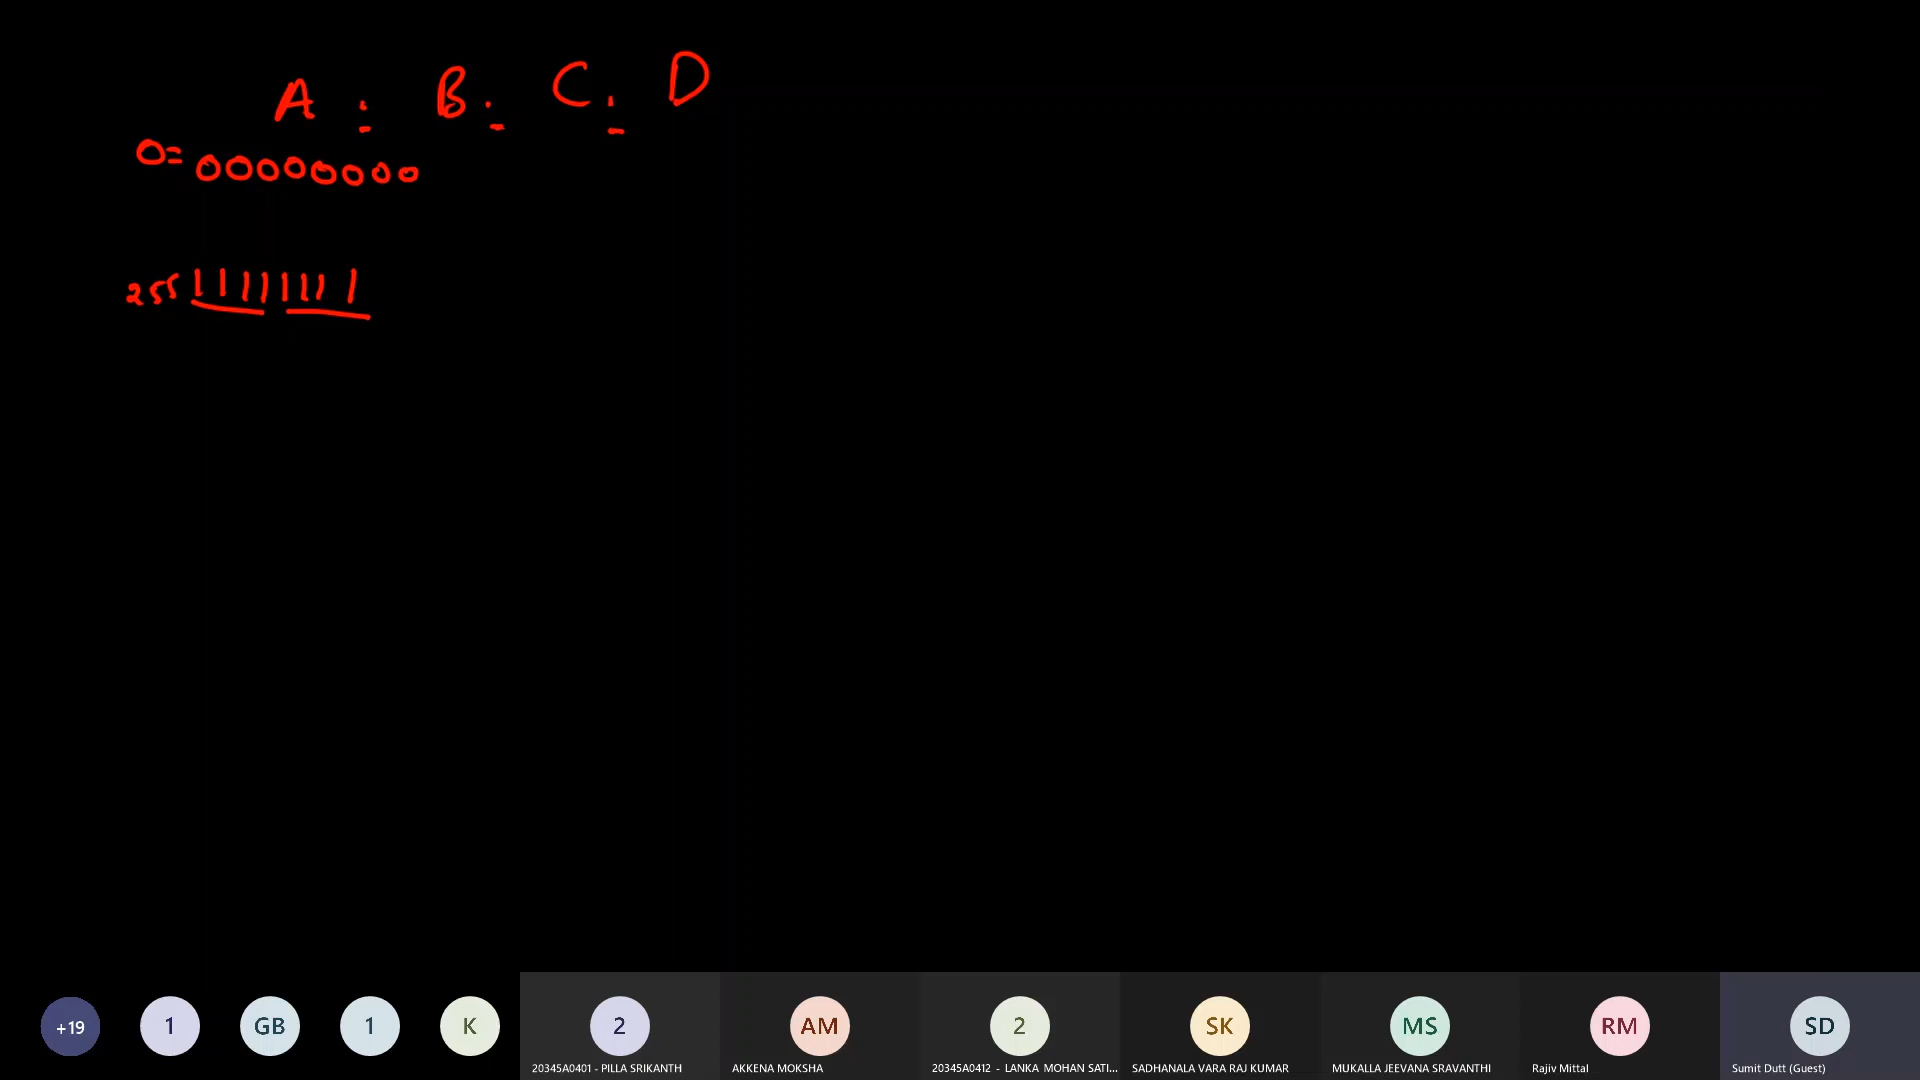 A . B . C . D
0= 00000000
255 11111111
+19
1
GB
1
K
2
AM
2
SK
MS
RM
SD
20345A0401 - PILLA SRIKANTH
AKKENA MOKSHA
20345A0412 - LANKA MOHAN SATI...
SADHANALA VARA RAJ KUMAR
MUKALLA JEEVANA SRAVANTHI
Rajiv Mittal
Sumit Dutt (Guest)